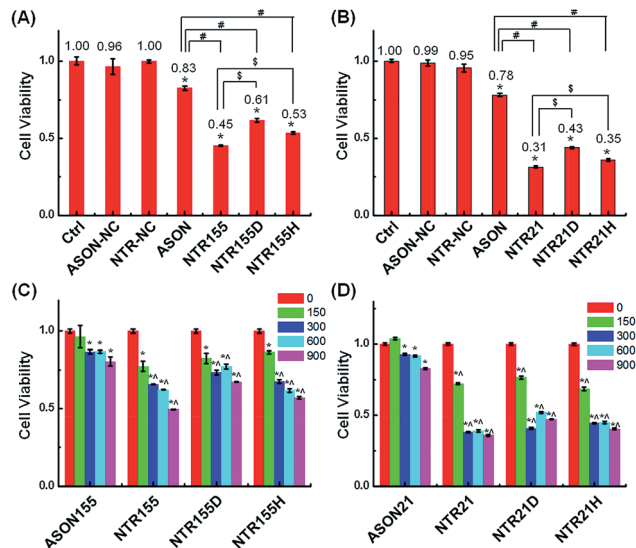 (A)
#
#
#
$
$
1.00 0.96 1.00 0.83 0.45 0.61 0.53
* * * *
Cell Viability
1.0
0.5
0.0
Ctrl ASON-NC NTR-NC ASON NTR155 NTR155D NTR155H
(B)
#
#
#
$
$
1.00 0.99 0.95 0.78 0.31 0.43 0.35
* * * *
Cell Viability
1.0
0.5
0.0
Ctrl ASON-NC NTR-NC ASON NTR21 NTR21D NTR21H
(C)
0
150
300
600
900
* * * * *^ *^ *^ * *^ *^ *^ * *^ *^ *^
Cell Viability
1.0
0.5
0.0
ASON155 NTR155 NTR155D NTR155H
(D)
0
150
300
600
900
* * * *^ *^ *^ *^ *^ *^ *^ *^ *^ *^ *^ *^
Cell Viability
1.0
0.5
0.0
ASON21 NTR21 NTR21D NTR21H